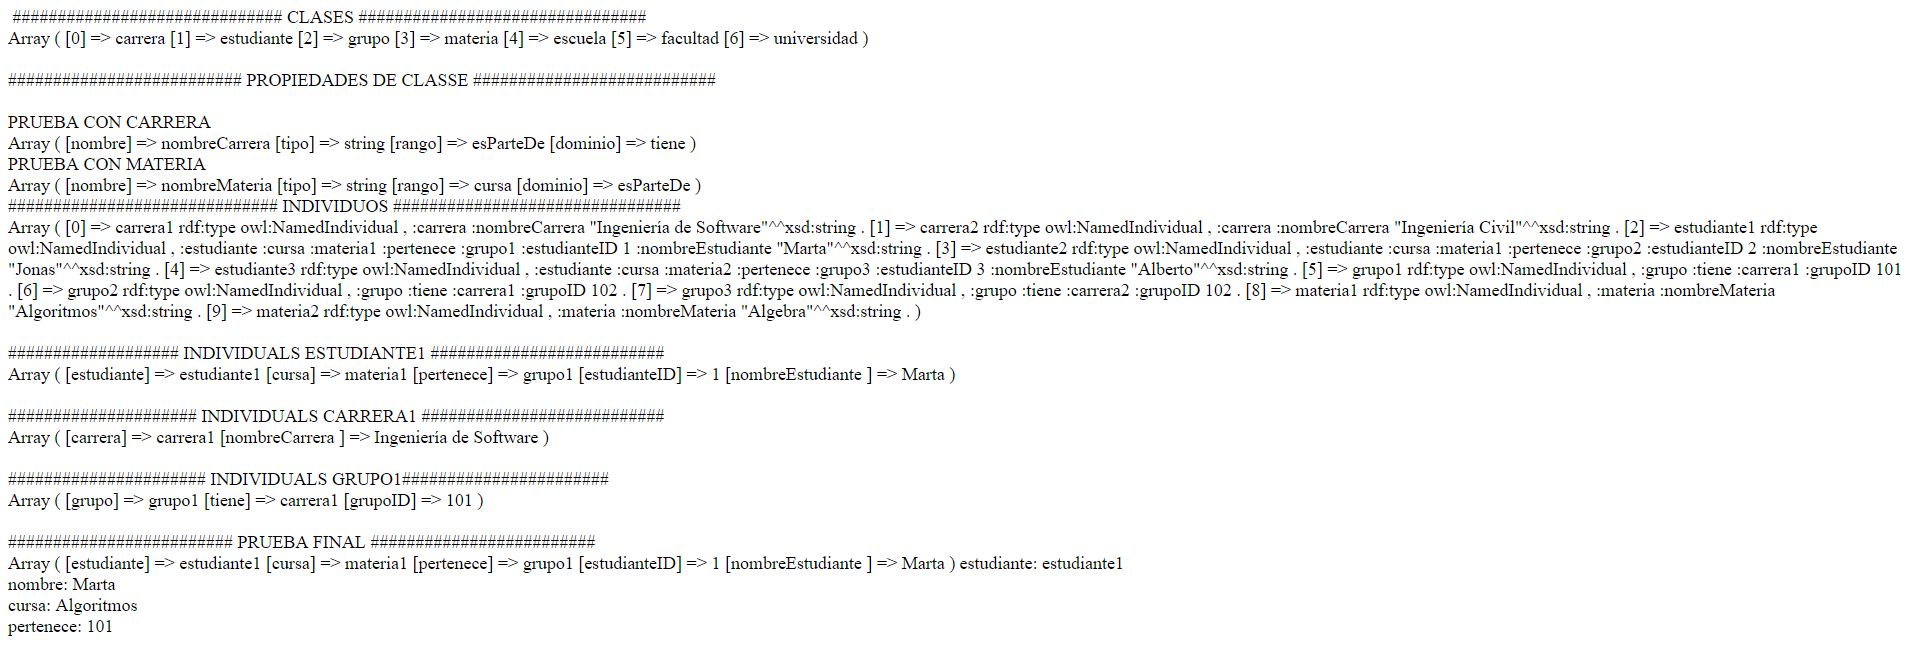 ############################## CLASES ################################
Array ( [0] => carrera [1] => estudiante [2] => grupo [3] => materia [4] => escuela [5] => facultad [6] => universidad )
########################## PROPIEDADES DE CLASSE ###########################
PRUEBA CON CARRERA
Array ( [nombre] => nombreCarrera [tipo] => string [rango] => esParteDe [dominio] => tiene )
PRUEBA CON MATERIA
Array ( [nombre] => nombreMateria [tipo] => string [rango] => cursa [dominio] => esParteDe )
############################## INDIVIDUOS ################################
Array ( [0] => carrera1 rdf:type owl:NamedIndividual , :carrera :nombreCarrera "Ingeniería de Software"^^xsd:string . [1] => carrera2 rdf:type owl:NamedIndividual , :carrera :nombreCarrera "Ingeniería Civil"^^xsd:string . [2] => estudiante1 rdf:type
owl:NamedIndividual , :estudiante :cursa :materia1 :pertenece :grupo1 :estudianteID 1 :nombreEstudiante "Marta"^^xsd:string . [3] => estudiante2 rdf:type owl:NamedIndividual , :estudiante :cursa :materia1 :pertenece :grupo2 :estudianteID 2 :nombreEstudiante
"Jonas"^^xsd:string . [4] => estudiante3 rdf:type owl:NamedIndividual , :estudiante :cursa :materia2 :pertenece :grupo3 :estudianteID 3 :nombreEstudiante "Alberto"^^xsd:string . [5] => grupo1 rdf:type owl:NamedIndividual , :grupo :tiene :carrera1 :grupoID 101
. [6] => grupo2 rdf:type owl:NamedIndividual , :grupo :tiene :carrera1 :grupoID 102 . [7] => grupo3 rdf:type owl:NamedIndividual , :grupo :tiene :carrera2 :grupoID 102 . [8] => materia1 rdf:type owl:NamedIndividual , :materia :nombreMateria
"Algoritmos"^^xsd:string . [9] => materia2 rdf:type owl:NamedIndividual , :materia :nombreMateria "Algebra"^^xsd:string . )
################### INDIVIDUALS ESTUDIANTE1 ##########################
Array ( [estudiante] => estudiante1 [cursa] => materia1 [pertenece] => grupo1 [estudianteID] => 1 [nombreEstudiante ] => Marta )
##################### INDIVIDUALS CARRERA1 ###########################
Array ( [carrera] => carrera1 [nombreCarrera ] => Ingeniería de Software )
###################### INDIVIDUALS GRUPO1#######################
Array ( [grupo] => grupo1 [tiene] => carrera1 [grupoID] => 101 )
######################### PRUEBA FINAL #########################
Array ( [estudiante] => estudiante1 [cursa] => materia1 [pertenece] => grupo1 [estudianteID] => 1 [nombreEstudiante ] => Marta ) estudiante: estudiante1
nombre: Marta
cursa: Algoritmos
pertenece: 101